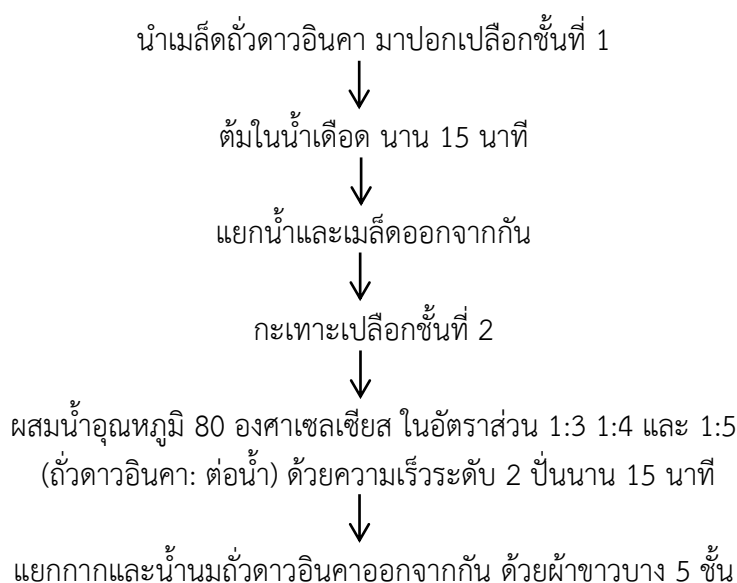 นำเมล็ดถั่วดาวอินคา มาปอกเปลือกชั้นที่ 1
ต้มในน้ำเดือด นาน 15 นาที
แยกน้ำและเมล็ดออกจากกัน
กะเทาะเปลือกชั้นที่ 2
ผสมน้ำอุณหภูมิ 80 องศาเซลเซียส ในอัตราส่วน 1:3 1:4 และ 1:5
(ถั่วดาวอินคา: ต่อน้ำ) ด้วยความเร็วระดับ 2 ปั่นนาน 15 นาที
แยกกากและน้ำนมถั่วดาวอินคาออกจากกัน ด้วยผ้าขาวบาง 5 ชั้น